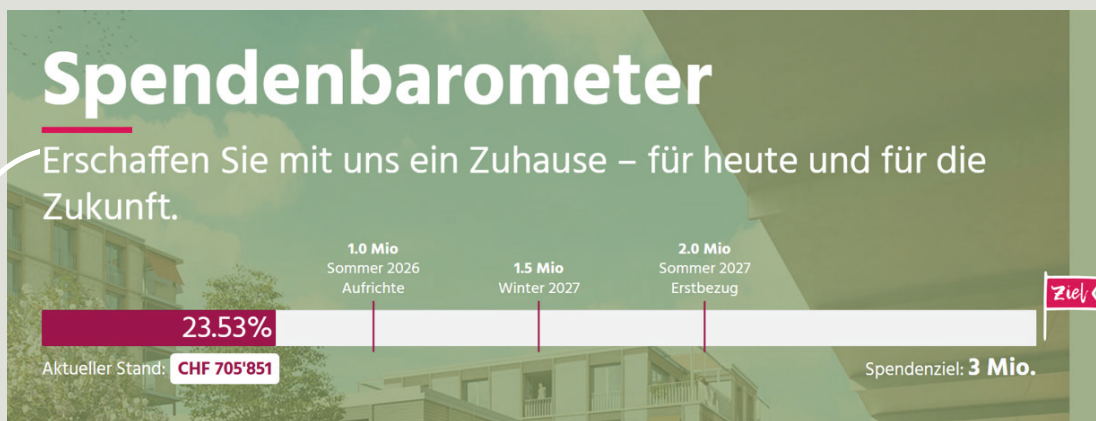 Spendenbarometer
Erschaffen Sie mit uns ein Zuhause – für heute und für die
Zukunft.
1.0 Mio
Sommer 2026
Aufrichte
1.5 Mio
Winter 2027
2.0 Mio
Sommer 2027
Erstbezug
Ziel
23.53%
Aktueller Stand: CHF 705'851
Spendenziel: 3 Mio.